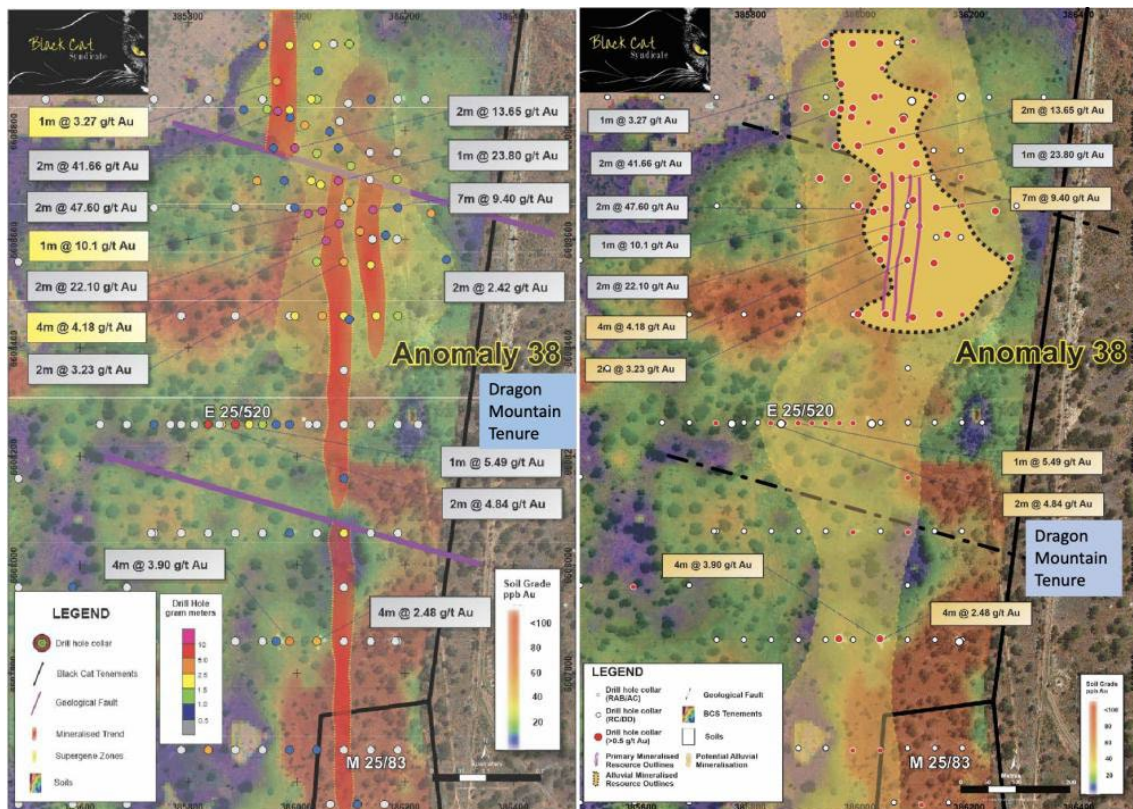 385800
386200
386400
Black Cat
Syndicate
1m @ 3.27 g/t Au
2m @ 41.66 g/t Au
2m @ 47.60 g/t Au
1m @ 10.1 g/t Au
2m @ 22.10 g/t Au
4m @ 4.18 g/t Au
2m @ 3.23 g/t Au
2m @ 13.65 g/t Au
1m @ 23.80 g/t Au
7m @ 9.40 g/t Au
2m @ 2.42 g/t Au
Anomaly 38
Dragon
Mountain
Tenure
E 25/520
1m @ 5.49 g/t Au
2m @ 4.84 g/t Au
4m @ 3.90 g/t Au
4m @ 2.48 g/t Au
LEGEND
Drill hole collar
Black Cat Tenements
Geological Fault
Mineralised Trend
Supergene Zones
Soils
Drill Hole
gram meters
10
5.0
2.5
1.5
0.5
Soil Grade
ppb Au
<100
80
60
40
20
M 25/83
385800
386200
386400
385800
386200
Black Cat
Syndicate
1m @ 3.27 g/t Au
2m @ 41.66 g/t Au
2m @ 47.60 g/t Au
1m @ 10.1 g/t Au
2m @ 22.10 g/t Au
4m @ 4.18 g/t Au
2m @ 3.23 g/t Au
2m @ 13.65 g/t Au
1m @ 23.80 g/t Au
7m @ 9.40 g/t Au
Anomaly 38
E 25/520
1m @ 5.49 g/t Au
2m @ 4.84 g/t Au
Dragon
Mountain
Tenure
4m @ 3.90 g/t Au
4m @ 2.48 g/t Au
LEGEND
Drill hole collar
(RAB/AC)
Drill hole collar
(RC/DD)
Drill hole collar
(>0.5 g/t Au)
Primary Mineralised
Resource Outlines
Alluvial Mineralised
Resource Outlines
Geological Fault
BCS Tenements
Soils
Potential Alluvial
Mineralisation
Soil Grade
ppb Au
<100
80
60
40
20
M 25/83